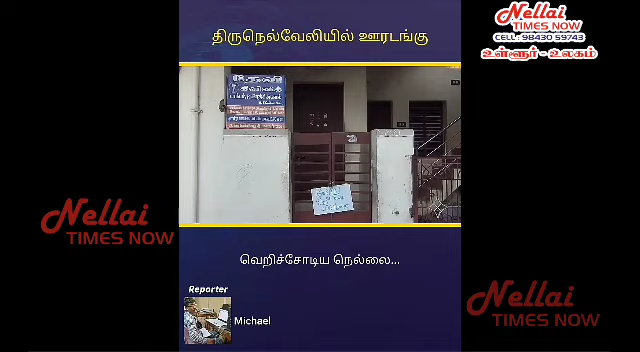 திருநெல்வேலியில் ஊரடங்கு
Nellai
TIMES NOW
CELL: 98430 59743
உள்ளூர் - உலகம்
Nellai
TIMES NOW
வெறிச்சோடிய நெல்லை...
Reporter
Michael
Nellai
TIMES NOW